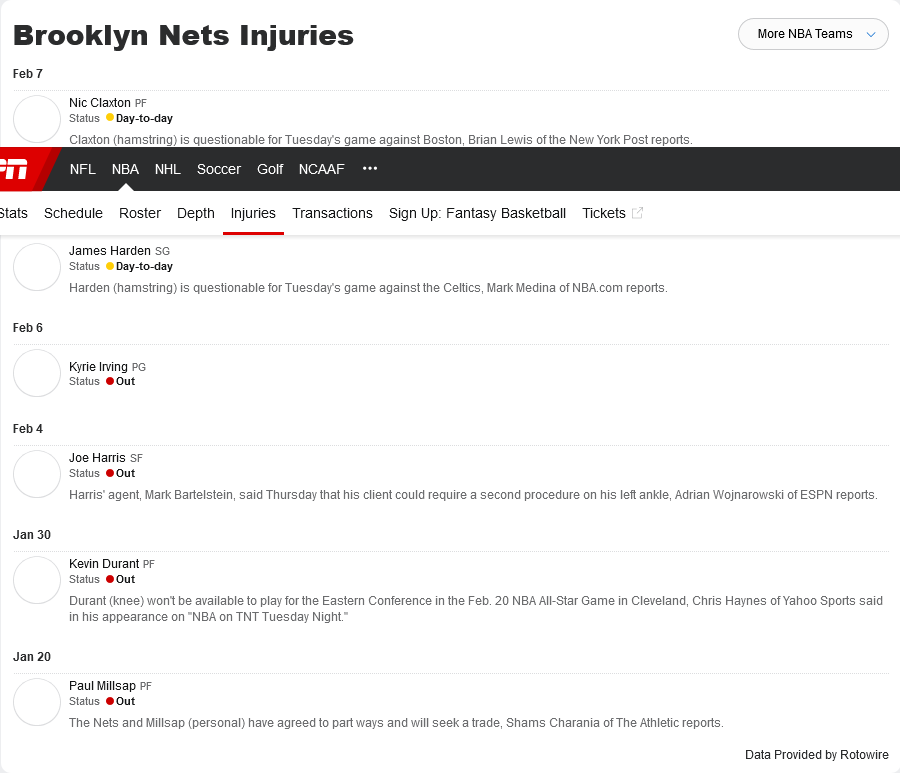 Brooklyn Nets Injuries
More NBA Teams
Feb 7
Nic Claxton PF
Status Day-to-day
Claxton (hamstring) is questionable for Tuesday's game against Boston, Brian Lewis of the New York Post reports.
NFL NBA NHL Soccer Golf NCAAF •••
Stats Schedule Roster Depth Injuries Transactions Sign Up: Fantasy Basketball Tickets
James Harden SG
Status Day-to-day
Harden (hamstring) is questionable for Tuesday's game against the Celtics, Mark Medina of NBA.com reports.
Feb 6
Kyrie Irving PG
Status Out
Feb 4
Joe Harris SF
Status Out
Harris' agent, Mark Bartelstein, said Thursday that his client could require a second procedure on his left ankle, Adrian Wojnarowski of ESPN reports.
Jan 30
Kevin Durant PF
Status Out
Durant (knee) won't be available to play for the Eastern Conference in the Feb. 20 NBA All-Star Game in Cleveland, Chris Haynes of Yahoo Sports said
in his appearance on "NBA on TNT Tuesday Night."
Jan 20
Paul Millsap PF
Status Out
The Nets and Millsap (personal) have agreed to part ways and will seek a trade, Shams Charania of The Athletic reports.
Data Provided by Rotowire